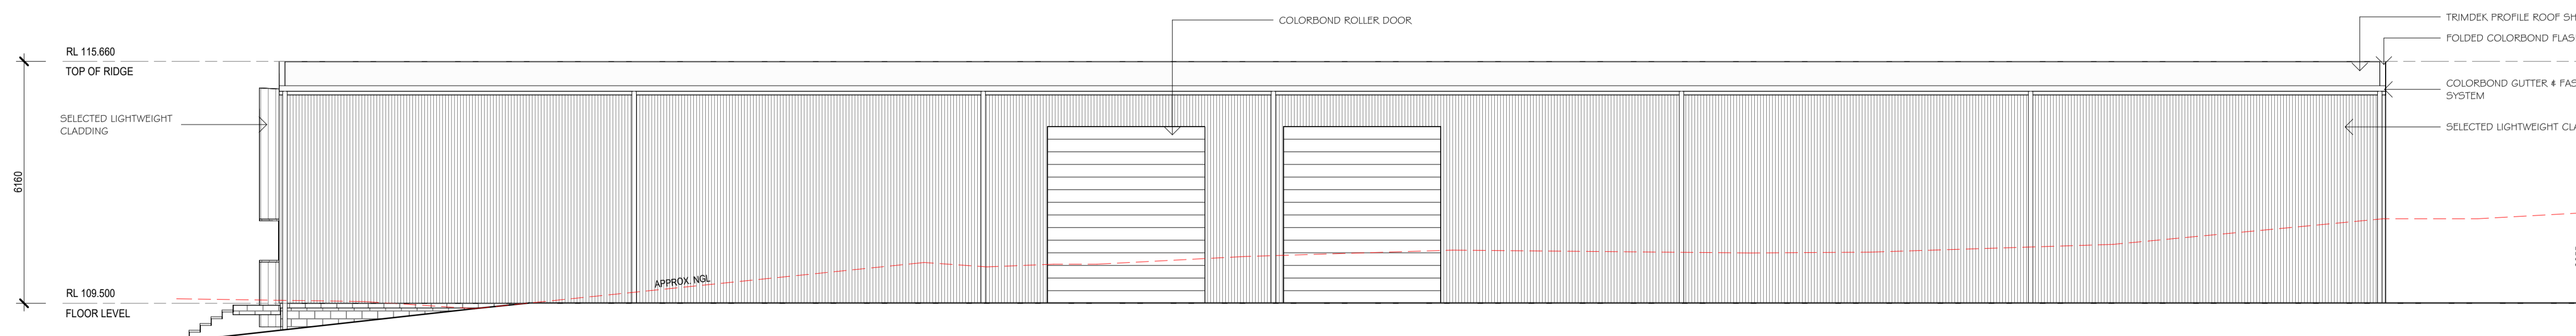 COLORBOND ROLLER DOOR
TRIMDEK PROFILE ROOF SH
FOLDED COLORBOND FLAS
RL 115.660
TOP OF RIDGE
COLORBOND GUTTER & FAS
SYSTEM
SELECTED LIGHTWEIGHT
CLADDING
SELECTED LIGHTWEIGHT CLA
6160
APPROX. NGL
RL 109.500
FLOOR LEVEL